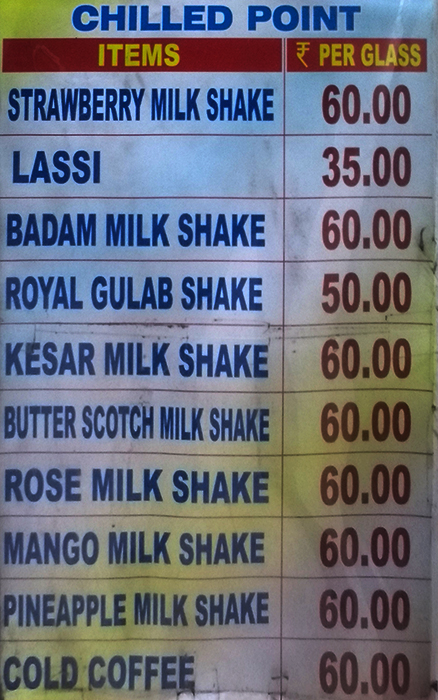 CHILLED POINT
ITEMS ₹ PER GLASS
STRAWBERRY MILK SHAKE 60.00
LASSI 35.00
BADAM MILK SHAKE 60.00
ROYAL GULAB SHAKE 50.00
KESAR MILK SHAKE 60.00
BUTTER SCOTCH MILK SHAKE 60.00
ROSE MILK SHAKE 60.00
MANGO MILK SHAKE 60.00
PINEAPPLE MILK SHAKE 60.00
COLD COFFEE 60.00